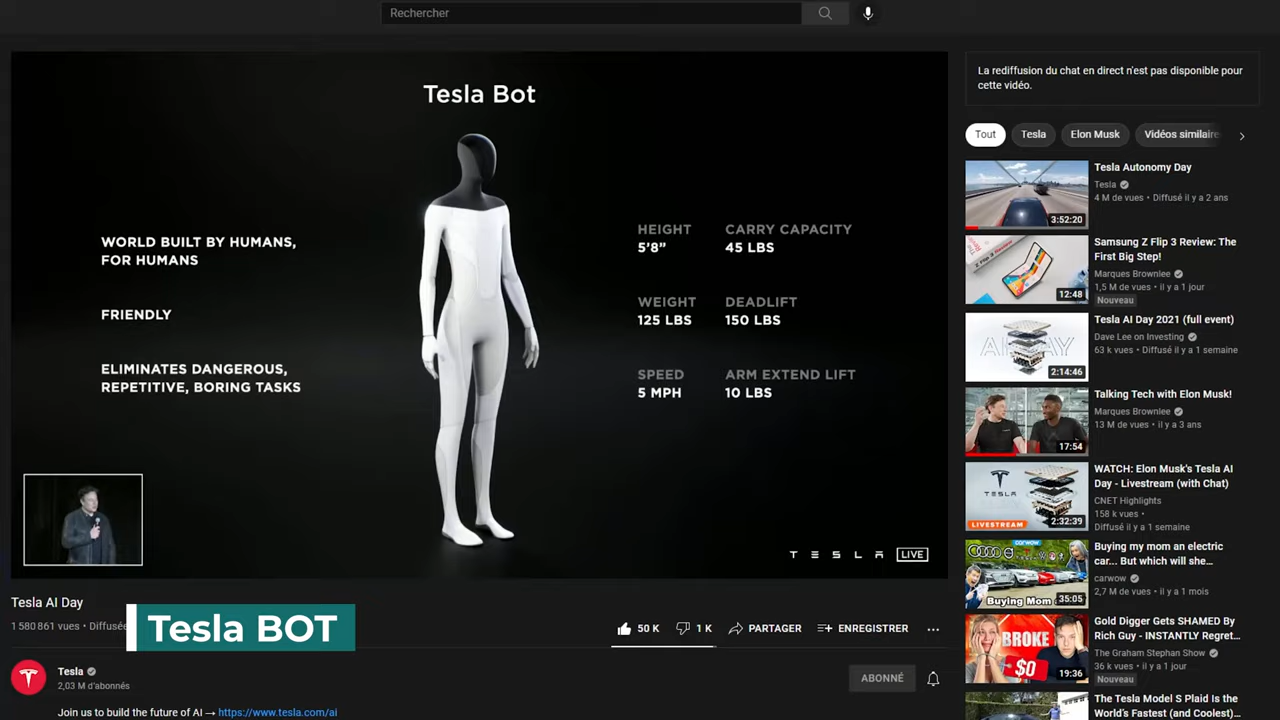 Rechercher
Tesla Bot
WORLD BUILT BY HUMANS,
FOR HUMANS
FRIENDLY
ELIMINATES DANGEROUS,
REPETITIVE, BORING TASKS
HEIGHT
5'8"
CARRY CAPACITY
45 LBS
WEIGHT
125 LBS
DEADLIFT
150 LBS
SPEED
5 MPH
ARM EXTEND LIFT
10 LBS
TESLA LIVE
Tesla AI Day
1 580 861 vues • Diffusée
Tesla BOT
50 K
1 K
PARTAGER
ENREGISTRER
Tesla
2,03 M d'abonnés
ABONNÉ
Join us to build the future of AI → https://www.tesla.com/ai
La rediffusion du chat en direct n'est pas disponible pour
cette vidéo.
Tout
Tesla
Elon Musk
Vidéos similaire
3:52:20
Tesla Autonomy Day
Tesla
4 M de vues • Diffusé il y a 2 ans
12:48
Samsung Z Flip 3 Review: The
First Big Step!
Marques Brownlee
1,5 M de vues • il y a 1 jour
Nouveau
AI DAY
2:14:46
Tesla AI Day 2021 (full event)
Dave Lee on Investing
63 k vues • Diffusé il y a 1 semaine
17:54
Talking Tech with Elon Musk!
Marques Brownlee
13 M de vues • il y a 3 ans
TESLA
LIVESTREAM
2:32:39
WATCH: Elon Musk's Tesla AI
Day - Livestream (with Chat)
CNET Highlights
158 k vues •
Diffusé il y a 1 semaine
carwow
Buying Mom
35:05
Buying my mom an electric
car... But which will she...
carwow
2,7 M de vues • il y a 1 mois
BROKE
$0
19:36
Gold Digger Gets SHAMED By
Rich Guy - INSTANTLY Regret...
The Graham Stephan Show
36 k vues • il y a 1 jour
Nouveau
The Tesla Model S Plaid Is the
World's Fastest (and Coolest)...